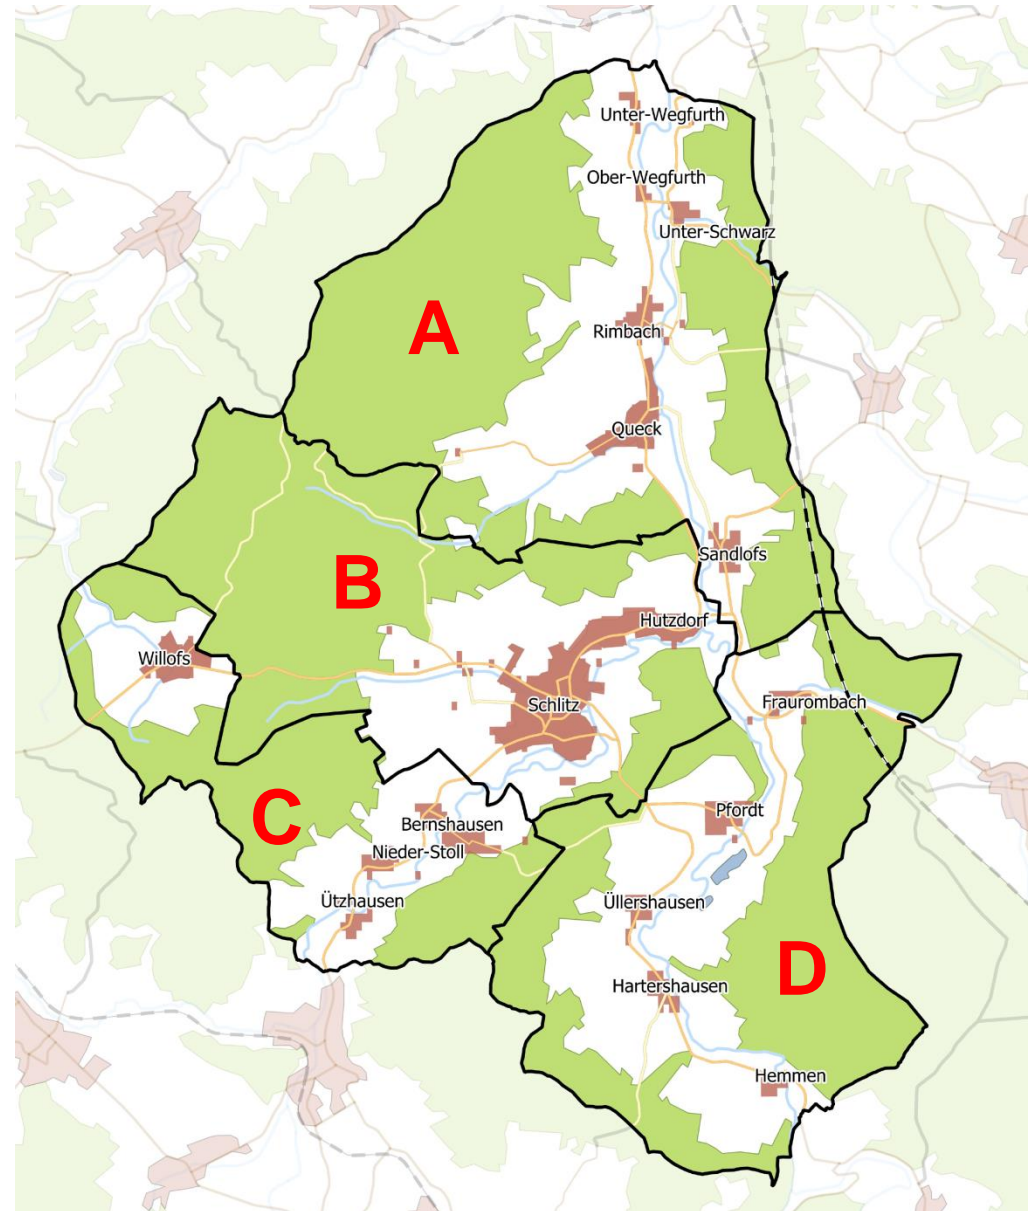 Unter-Wegfurth
Ober-Wegfurth
Unter-Schwarz
A
Rimbach
Queck
Sandlofs
B
Hutzdorf
Willofs
Schlitz
Fraurombach
C
Pfordt
Bernshausen
Nieder-Stoll
Ützhausen
Üllershausen
D
Hartershausen
Hemmen